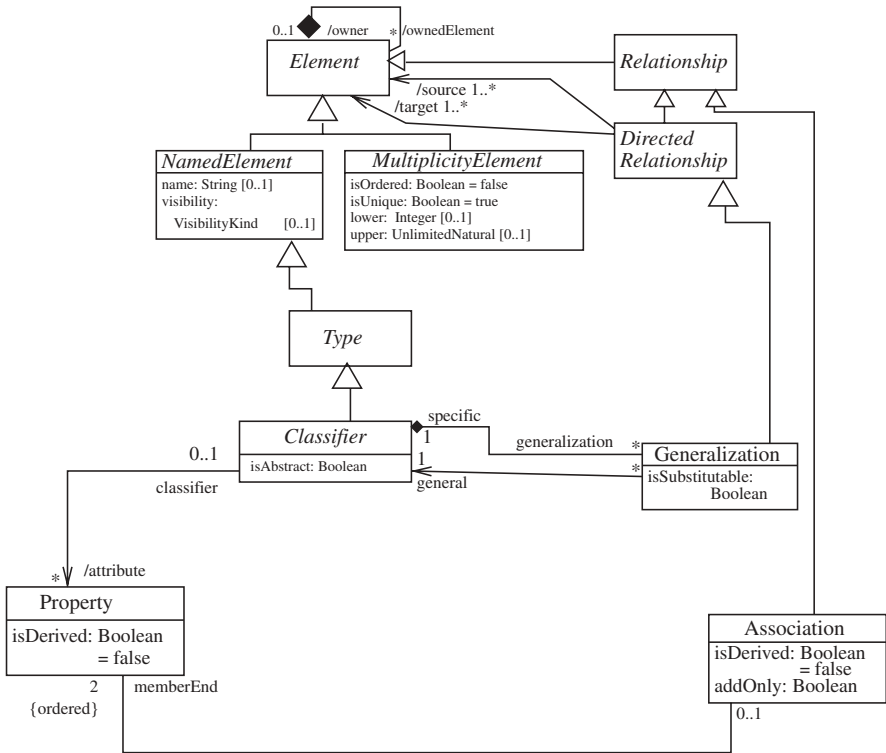 0..1 /owner * /ownedElement
Element
Relationship
/source 1..*
/target 1..*
Directed
Relationship
NamedElement
name: String [0..1]
visibility:
VisibilityKind [0..1]
MultiplicityElement
isOrdered: Boolean = false
isUnique: Boolean = true
lower: Integer [0..1]
upper: UnlimitedNatural [0..1]
Type
Classifier
isAbstract: Boolean
specific
1
generalization *
1
general
*
Generalization
isSubstitutable:
Boolean
0..1
classifier
* /attribute
Property
isDerived: Boolean
= false
2 memberEnd
{ordered}
Association
isDerived: Boolean
= false
addOnly: Boolean
0..1